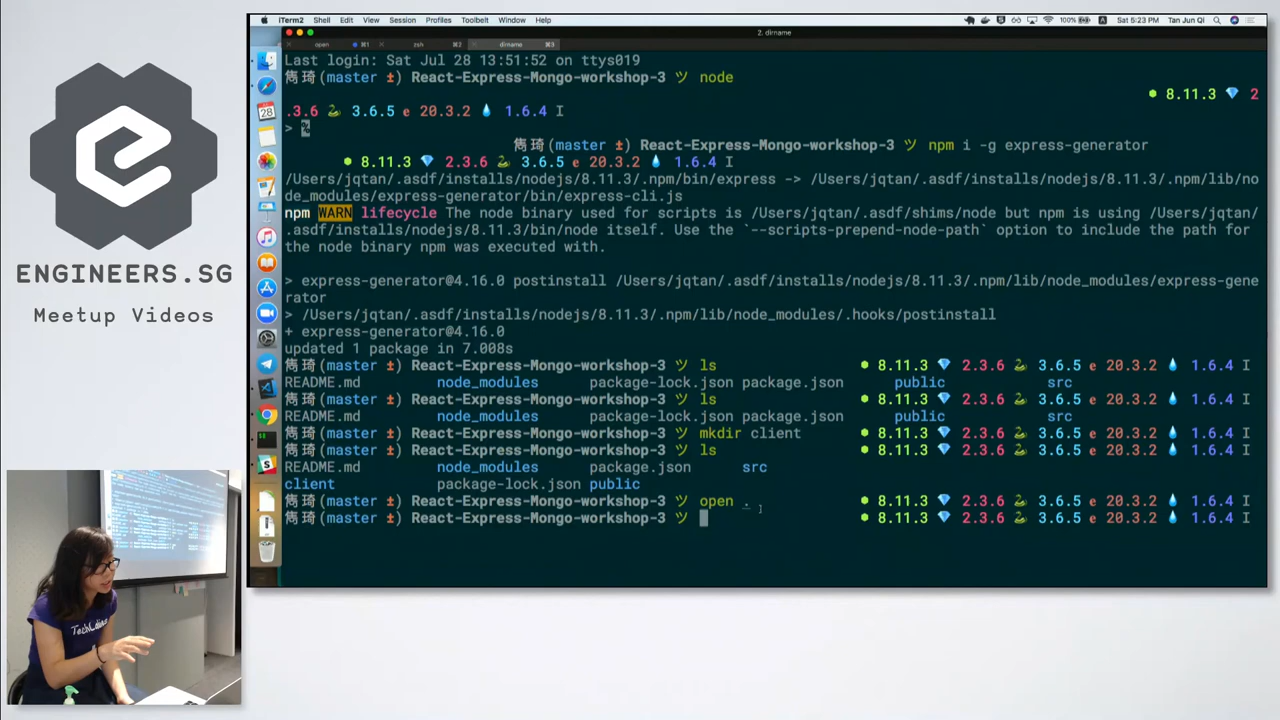 iTerm2 Shell Edit View Session Profiles Toolbelt Window Help 100% A Sat 5:23 PM Tan Jun Qi
2. dirname
open ⌘1 zsh ⌘2 dirname ⌘3
Last login: Sat Jul 28 13:51:52 on ttys019
雋琦(master ±) React-Express-Mongo-workshop-3 ツ node
8.11.3 💎 2
.3.6 🐍 3.6.5 e 20.3.2 💧 1.6.4 I
>
雋琦(master ±) React-Express-Mongo-workshop-3 ツ npm i -g express-generator
8.11.3 💎 2.3.6 🐍 3.6.5 e 20.3.2 💧 1.6.4 I
/Users/jqtan/.asdf/installs/nodejs/8.11.3/.npm/bin/express -> /Users/jqtan/.asdf/installs/nodejs/8.11.3/.npm/lib/no
de_modules/express-generator/bin/express-cli.js
npm WARN lifecycle The node binary used for scripts is /Users/jqtan/.asdf/shims/node but npm is using /Users/jqtan/
.asdf/installs/nodejs/8.11.3/bin/node itself. Use the `--scripts-prepend-node-path` option to include the path for
the node binary npm was executed with.
> express-generator@4.16.0 postinstall /Users/jqtan/.asdf/installs/nodejs/8.11.3/.npm/lib/node_modules/express-gene
rator
> /Users/jqtan/.asdf/installs/nodejs/8.11.3/.npm/lib/node_modules/.hooks/postinstall
+ express-generator@4.16.0
updated 1 package in 7.008s
雋琦(master ±) React-Express-Mongo-workshop-3 ツ ls 8.11.3 💎 2.3.6 🐍 3.6.5 e 20.3.2 💧 1.6.4 I
README.md node_modules package-lock.json package.json public src
雋琦(master ±) React-Express-Mongo-workshop-3 ツ ls 8.11.3 💎 2.3.6 🐍 3.6.5 e 20.3.2 💧 1.6.4 I
README.md node_modules package-lock.json package.json public src
雋琦(master ±) React-Express-Mongo-workshop-3 ツ mkdir client 8.11.3 💎 2.3.6 🐍 3.6.5 e 20.3.2 💧 1.6.4 I
雋琦(master ±) React-Express-Mongo-workshop-3 ツ ls 8.11.3 💎 2.3.6 🐍 3.6.5 e 20.3.2 💧 1.6.4 I
README.md node_modules package.json src
client package-lock.json public
雋琦(master ±) React-Express-Mongo-workshop-3 ツ open . 8.11.3 💎 2.3.6 🐍 3.6.5 e 20.3.2 💧 1.6.4 I
雋琦(master ±) React-Express-Mongo-workshop-3 ツ 8.11.3 💎 2.3.6 🐍 3.6.5 e 20.3.2 💧 1.6.4 I
28
ENGINEERS.SG
Meetup Videos